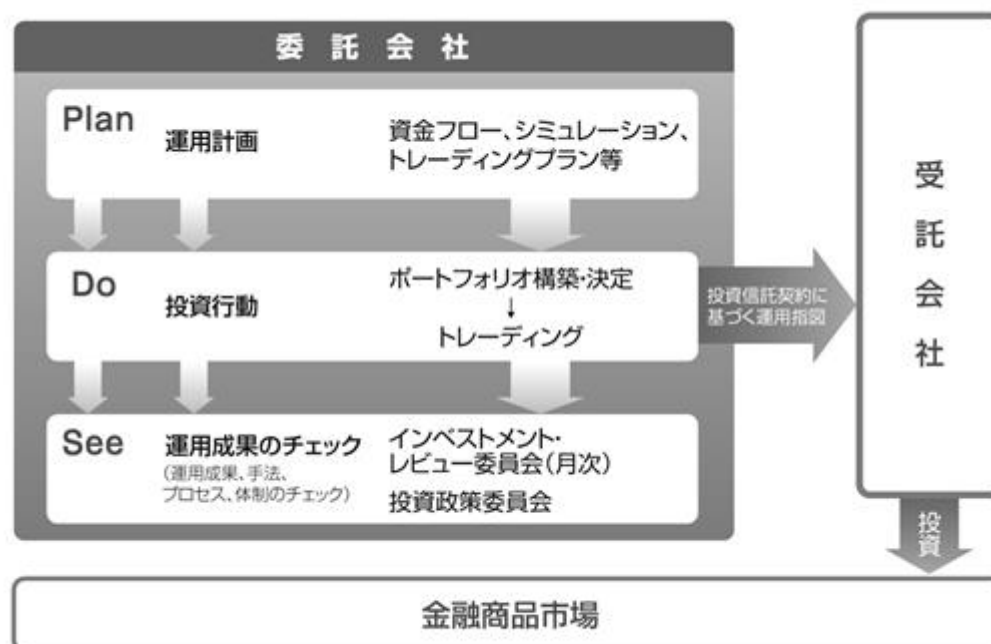 委託会社
Plan
運用計画
資金フロー、シミュレーション、
トレーディングプラン等
Do
投資行動
ポートフォリオ構築・決定
↓
トレーディング
投資信託契約に
基づく運用指図
See
運用成果のチェック
(運用成果、手法、
プロセス、体制のチェック)
インベストメント・
レビュー委員会(月次)
投資政策委員会
受託会社
投資
金融商品市場